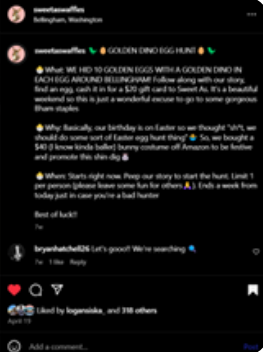 sweetaswaffles
Bellingham, Washington
sweetaswaffles 🦖🥚GOLDEN DINO EGG HUNT🥚🦖
🐣What: WE HID 10 GOLDEN EGGS WITH A GOLDEN DINO IN
EACH EGG AROUND BELLINGHAM! Follow along with our story,
find an egg, cash it in for a $20 gift card to Sweet As. It's a beautiful
weekend so this is just a wonderful excuse to go to some gorgeous
Bham staples
🐣Why: Basically, our birthday is on Easter so we thought "sh*t, we
should do some sort of Easter egg hunt thing" So, we bought a
$40 (I know kinda baller) bunny costume off Amazon to be festive
and promote this shin dig
🐣When: Starts right now. Peep our story to start the hunt. Limit 1
per person (please leave some fun for others🙏). Ends a week from
today just in case you're a bad hunter
Best of luck!!
7w
bryanhatchell26 Let's gooo!! We're searching 🔍
7w 1 like Reply
Liked by logansiska_ and 318 others
April 19
Add a comment...
Post